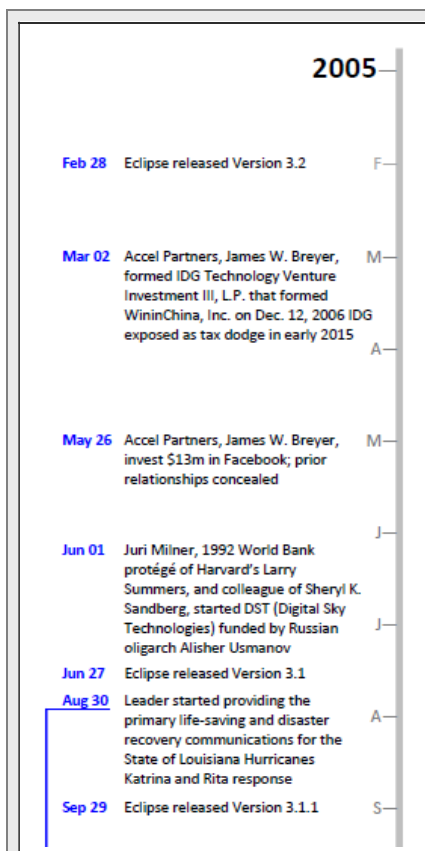 2005
Feb 28 Eclipse released Version 3.2 F
Mar 02 Accel Partners, James W. Breyer, M
formed IDG Technology Venture
Investment III, L.P. that formed
WininChina, Inc. on Dec. 12, 2006 IDG
exposed as tax dodge in early 2015
A
May 26 Accel Partners, James W. Breyer, M
invest $13m in Facebook; prior
relationships concealed
J
Jun 01 Juri Milner, 1992 World Bank
protégé of Harvard's Larry
Summers, and colleague of Sheryl K.
Sandberg, started DST (Digital Sky
Technologies) funded by Russian J
oligarch Alisher Usmanov
Jun 27 Eclipse released Version 3.1
Aug 30 Leader started providing the
primary life-saving and disaster A
recovery communications for the
State of Louisiana Hurricanes
Katrina and Rita response
Sep 29 Eclipse released Version 3.1.1 S